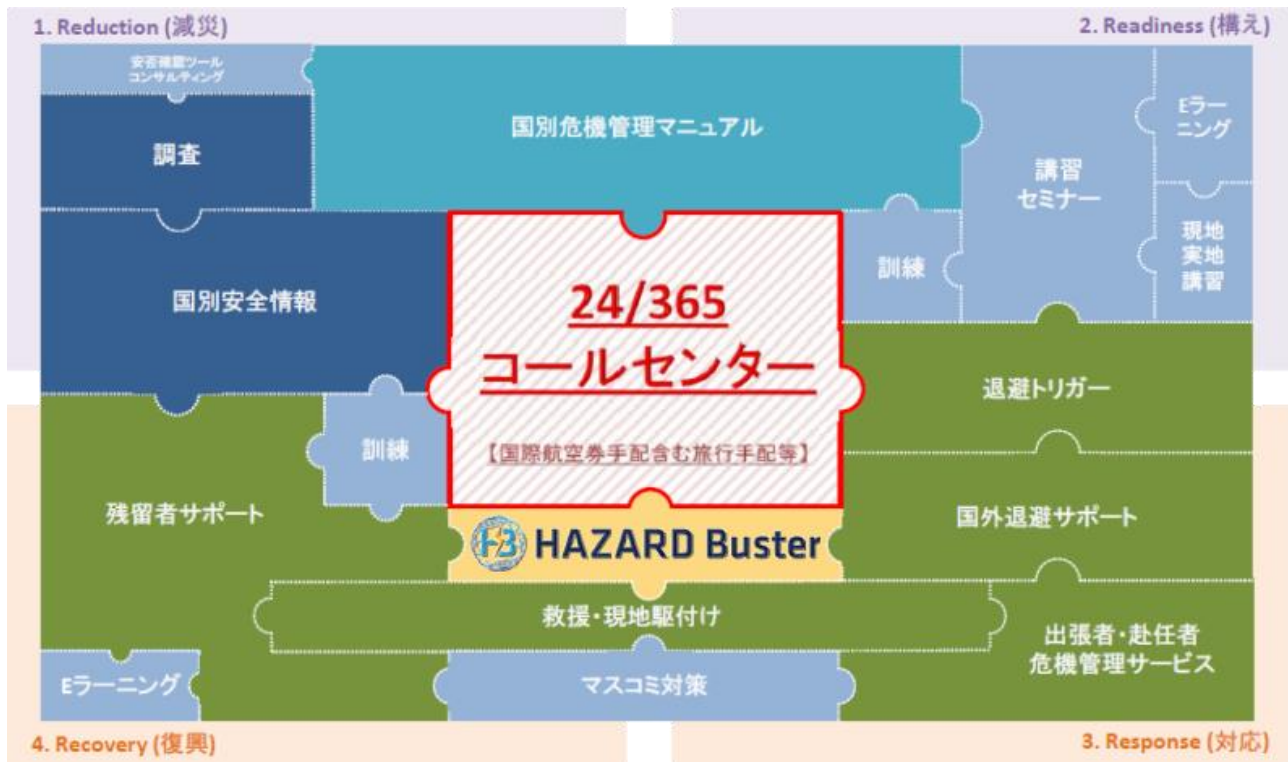 1. Reduction (減災)
2. Readiness (構え)
安否確認ツール
コンサルティング
国別危機管理マニュアル
Eラー
ニング
調査
講習
セミナー
現地
実地
講習
訓練
国別安全情報
24/365
コールセンター
【国際航空券手配含む旅行手配等】
退避トリガー
訓練
残留者サポート
国外退避サポート
HAZARD Buster
救援・現地駆付け
出張者・赴任者
危機管理サービス
Eラーニング
マスコミ対策
4. Recovery (復興)
3. Response (対応)